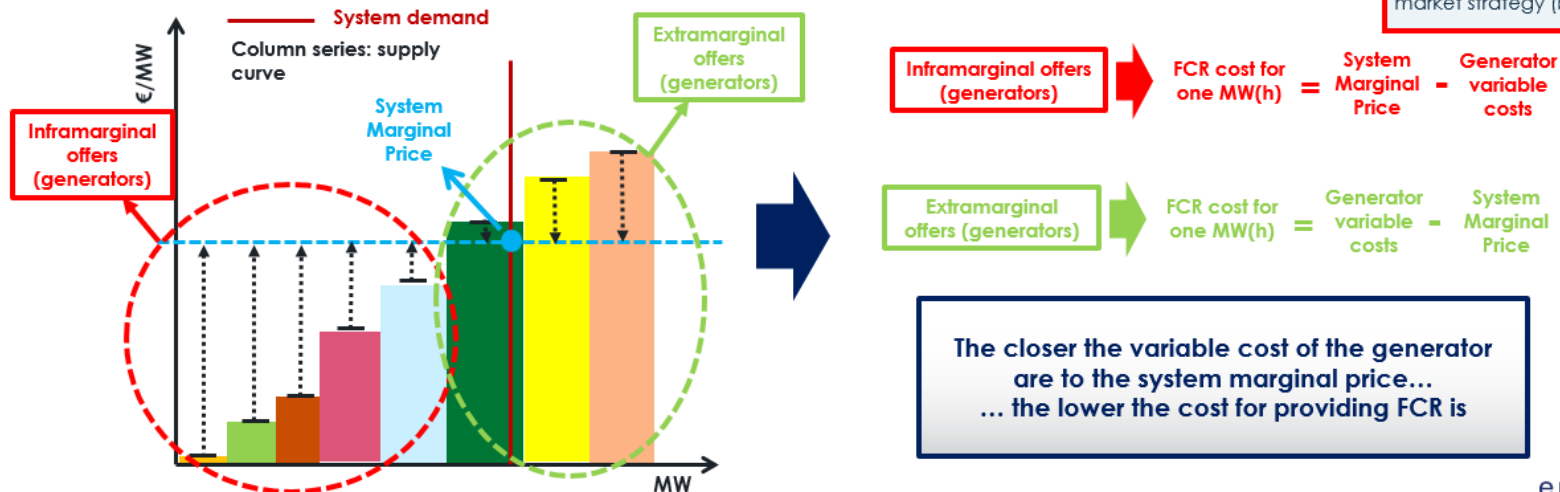 System demand
Column series: supply
curve
€/MW
Inframarginal
offers
(generators)
System
Marginal
Price
Extramarginal
offers
(generators)
MW
market strategy
Inframarginal offers
(generators)
FCR cost for
one MW(h)
=
System
Marginal
Price
-
Generator
variable
costs
Extramarginal
offers (generators)
FCR cost for
one MW(h)
=
Generator
variable
costs
-
System
Marginal
Price
The closer the variable cost of the generator
are to the system marginal price…
… the lower the cost for providing FCR is